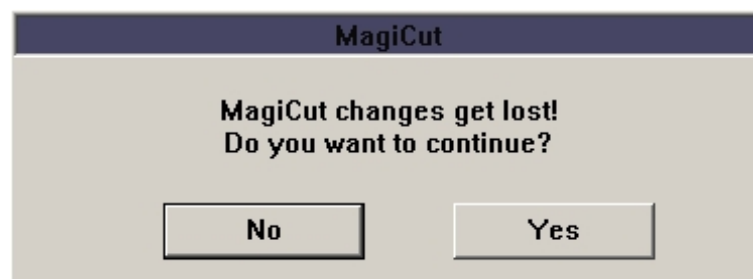 MagiCut
MagiCut changes get lost!
Do you want to continue?
No
Yes